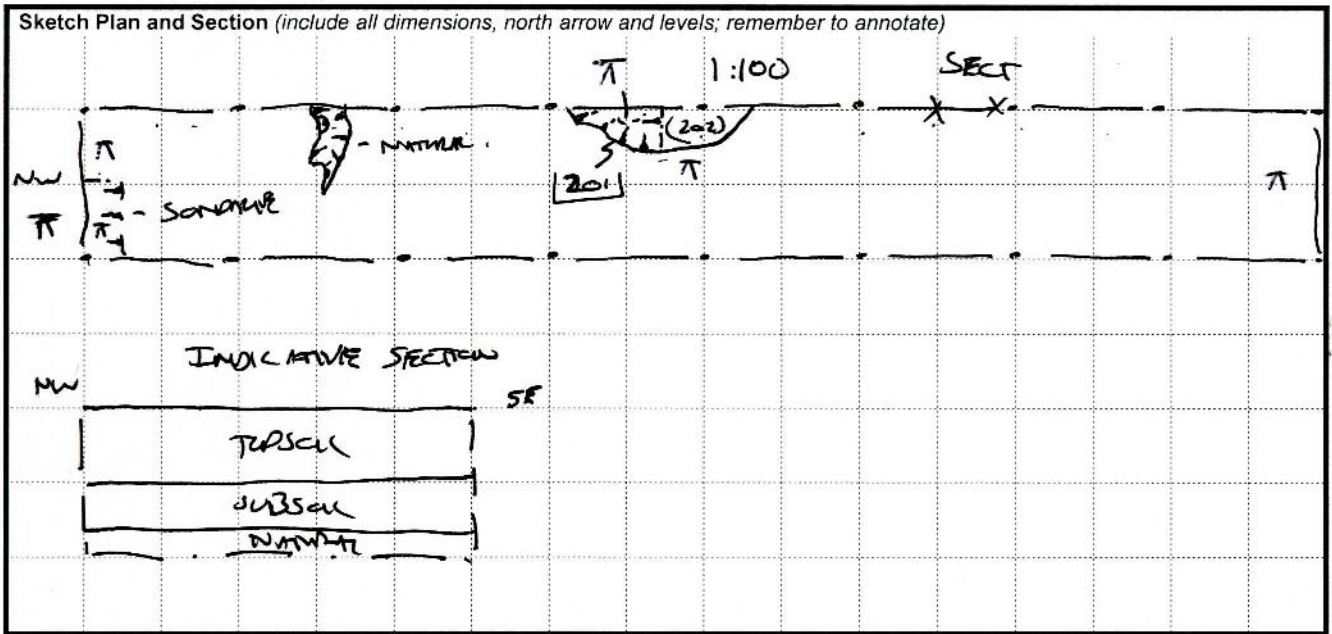 Sketch Plan and Section (include all dimensions, north arrow and levels; remember to annotate)
1:100
SECT
(202)
NATURAL.
[201]
NW
SONDAGE
INDICATIVE SECTION
NW
SE
TOPSOIL
SUBSOIL
NATURAL